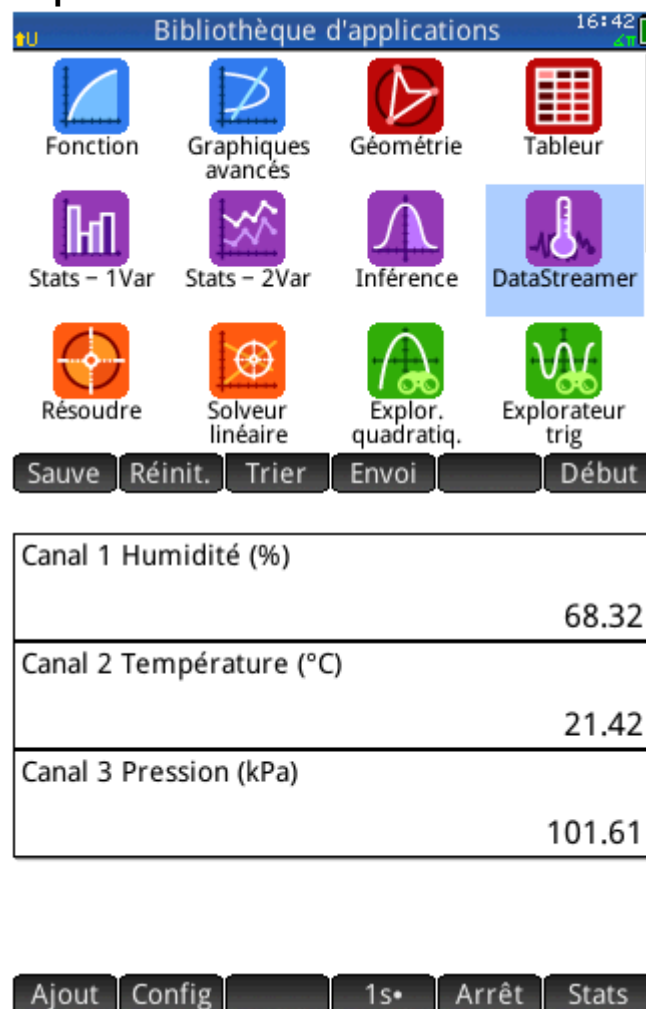 Bibliothèque d'applications
16:42
U
∡π
Fonction
Graphiques avancés
Géométrie
Tableur
Stats – 1Var
Stats – 2Var
Inférence
DataStreamer
Résoudre
Solveur linéaire
Explor. quadratiq.
Explorateur trig
Sauve Réinit. Trier Envoi Début
Canal 1 Humidité (%)
68.32
Canal 2 Température (°C)
21.42
Canal 3 Pression (kPa)
101.61
Ajout Config 1s• Arrêt Stats